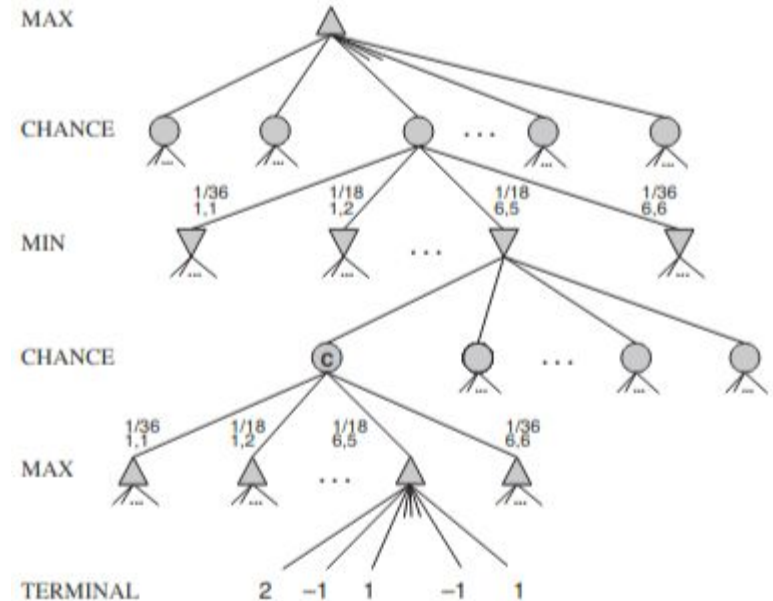 MAX
CHANCE
...
... ... ... ... ...
1/36 1/18 1/18 1/36
1,1 1,2 6,5 6,6
MIN
...
... ... ...
CHANCE
C
...
... ... ...
1/36 1/18 1/18 1/36
1,1 1,2 6,5 6,6
MAX
...
... ... ...
TERMINAL 2 –1 1 –1 1